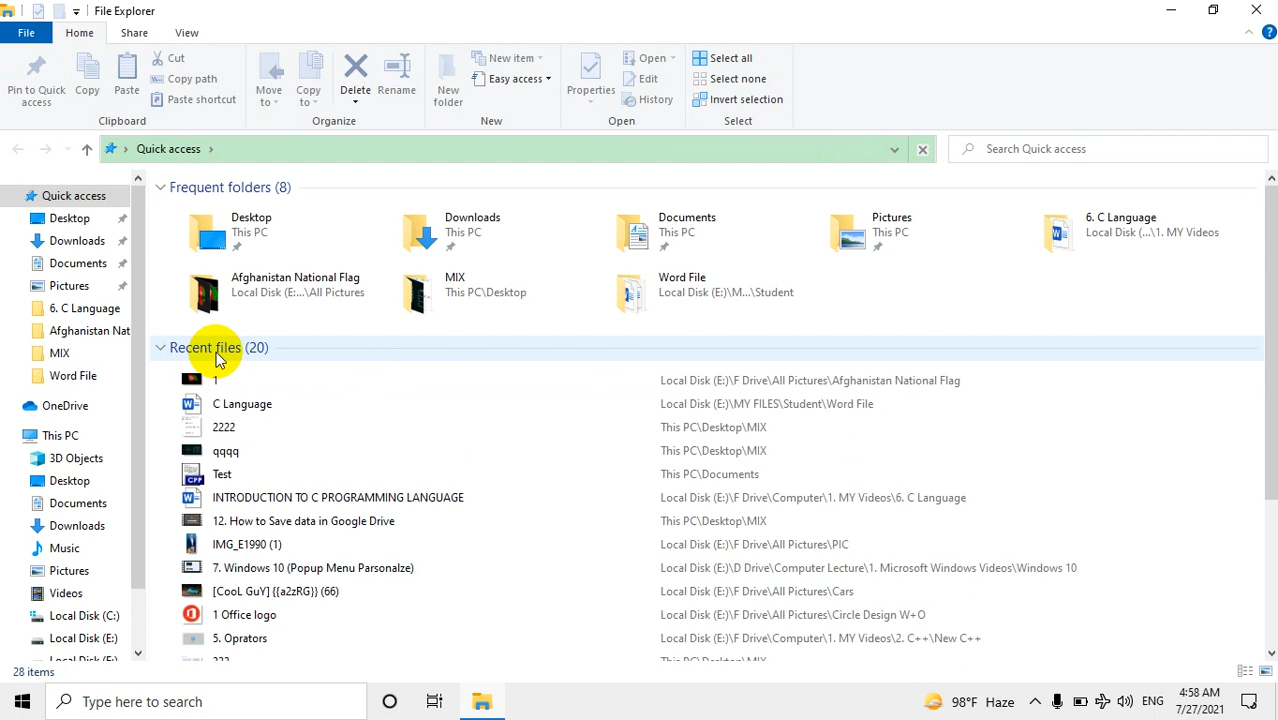 File Explorer
File Home Share View
Pin to Quick access
Copy
Paste
Cut
Copy path
Paste shortcut
Clipboard
Move to
Copy to
Delete
Rename
Organize
New folder
New item
Easy access
New
Properties
Open
Edit
History
Open
Select all
Select none
Invert selection
Select
Quick access
Search Quick access
Quick access
Desktop
Downloads
Documents
Pictures
6. C Language
Afghanistan Nat
MIX
Word File
OneDrive
This PC
3D Objects
Desktop
Documents
Downloads
Music
Pictures
Videos
Local Disk (C:)
Local Disk (E:)
Frequent folders (8)
Desktop
This PC
Downloads
This PC
Documents
This PC
Pictures
This PC
6. C Language
Local Disk (...\1. MY Videos
Afghanistan National Flag
Local Disk (E:...\All Pictures
MIX
This PC\Desktop
Word File
Local Disk (E:)\M...\Student
Recent files (20)
1 Local Disk (E:)\F Drive\All Pictures\Afghanistan National Flag
C Language Local Disk (E:)\MY FILES\Student\Word File
2222 This PC\Desktop\MIX
qqqq This PC\Desktop\MIX
CPP Test This PC\Documents
INTRODUCTION TO C PROGRAMMING LANGUAGE Local Disk (E:)\F Drive\Computer\1. MY Videos\6. C Language
12. How to Save data in Google Drive This PC\Desktop\MIX
IMG_E1990 (1) Local Disk (E:)\F Drive\All Pictures\PIC
7. Windows 10 (Popup Menu Parsonalze) Local Disk (E:)\D Drive\Computer Lecture\1. Microsoft Windows Videos\Windows 10
[CooL GuY] {{a2zRG}} (66) Local Disk (E:)\F Drive\All Pictures\Cars
1 Office logo Local Disk (E:)\F Drive\All Pictures\Circle Design W+O
5. Oprators Local Disk (E:)\F Drive\Computer\1. MY Videos\2. C++\New C++
28 items
Type here to search
98°F Haze
ENG
4:58 AM
7/27/2021